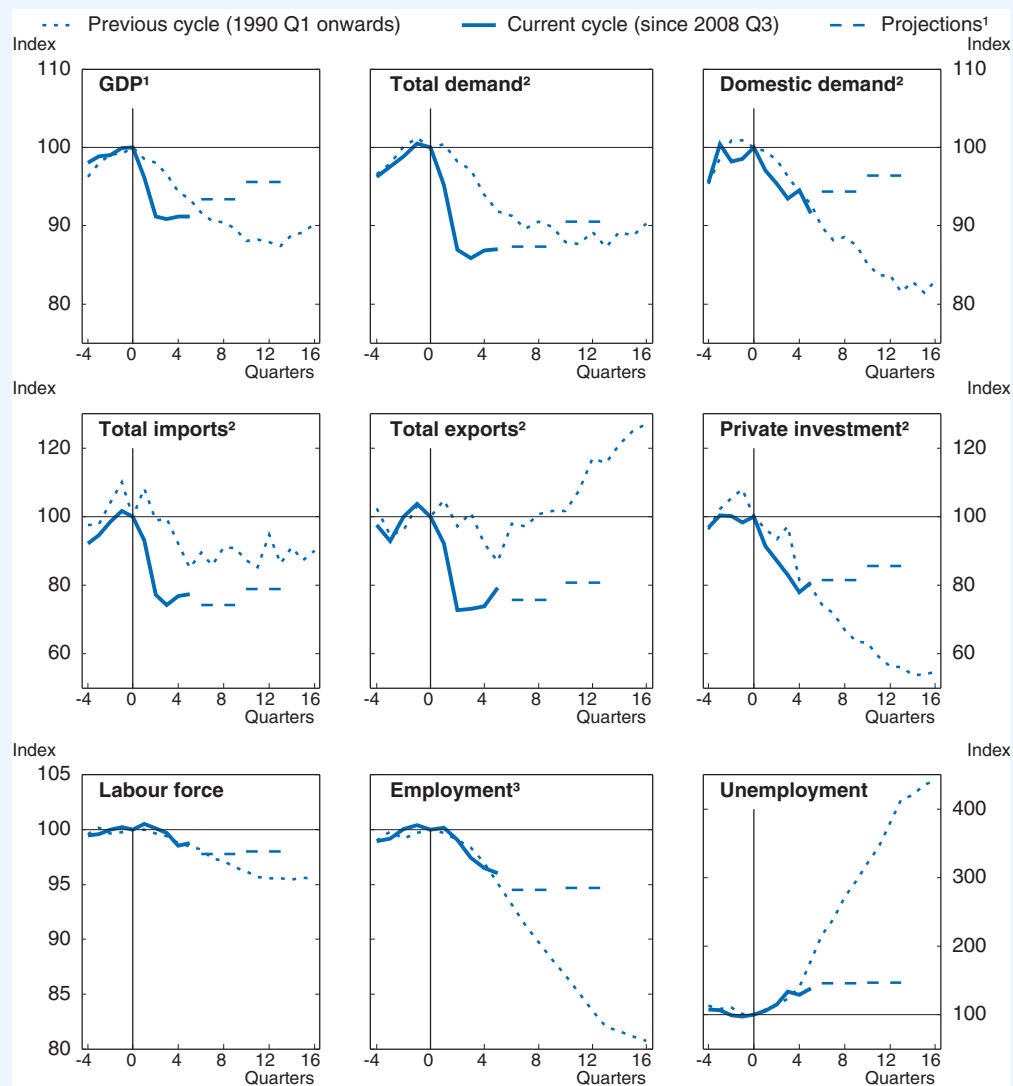 Previous cycle (1990 Q1 onwards) Current cycle (since 2008 Q3) Projections¹
Index Index
GDP¹
110
100
90
80
-4 0 4 8 12 16
Quarters
Total demand²
-4 0 4 8 12 16
Quarters
Domestic demand²
110
100
90
80
-4 0 4 8 12 16
Quarters
Index Index
Total imports²
120
100
80
60
-4 0 4 8 12 16
Quarters
Total exports²
-4 0 4 8 12 16
Quarters
Private investment²
120
100
80
60
-4 0 4 8 12 16
Quarters
Index Index
Labour force
105
100
95
90
85
80
-4 0 4 8 12 16
Quarters
Employment³
-4 0 4 8 12 16
Quarters
Unemployment
400
300
200
100
-4 0 4 8 12 16
Quarters